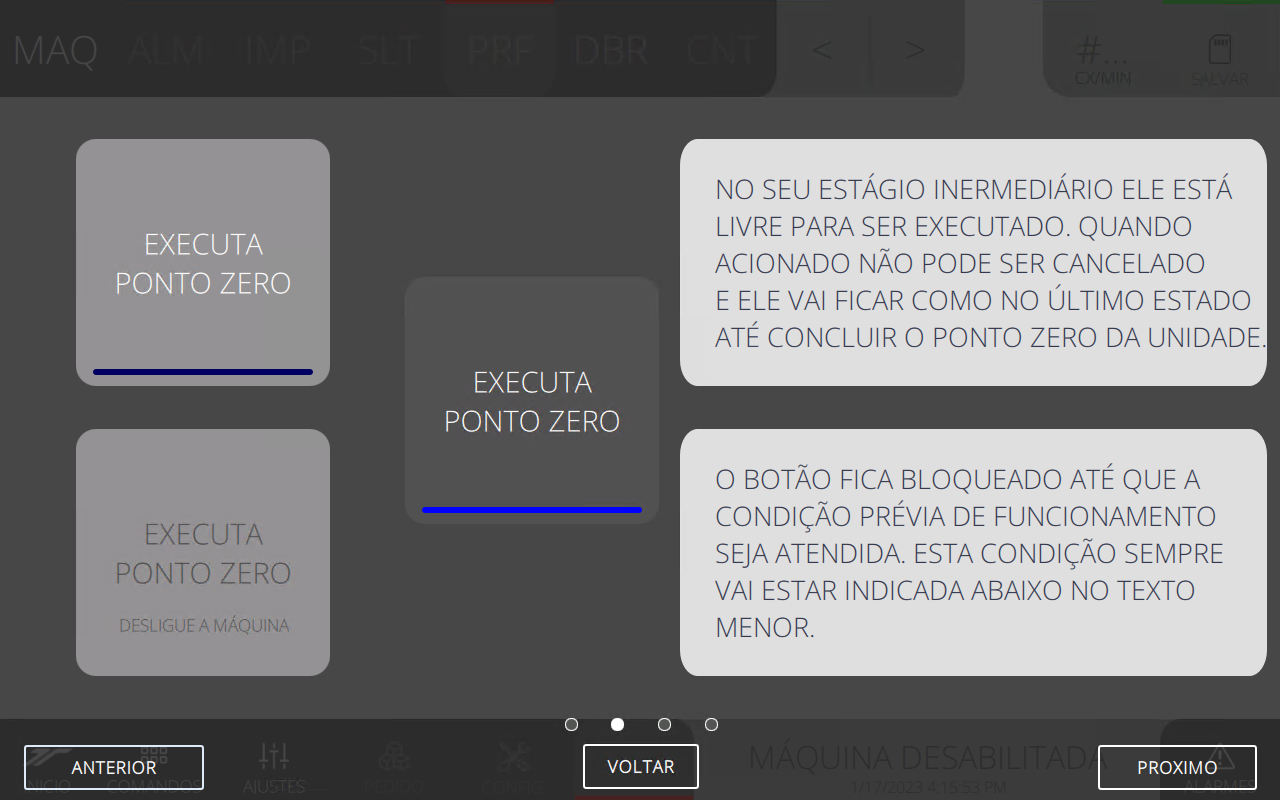 MAQ ALM IMP SLT PRF DBR CNT < > #...
CX/MIN SALVAR
EXECUTA
PONTO ZERO
EXECUTA
PONTO ZERO
NO SEU ESTÁGIO INERMEDIÁRIO ELE ESTÁ
LIVRE PARA SER EXECUTADO. QUANDO
ACIONADO NÃO PODE SER CANCELADO
E ELE VAI FICAR COMO NO ÚLTIMO ESTADO
ATÉ CONCLUIR O PONTO ZERO DA UNIDADE.
EXECUTA
PONTO ZERO
DESLIGUE A MÁQUINA
O BOTÃO FICA BLOQUEADO ATÉ QUE A
CONDIÇÃO PRÉVIA DE FUNCIONAMENTO
SEJA ATENDIDA. ESTA CONDIÇÃO SEMPRE
VAI ESTAR INDICADA ABAIXO NO TEXTO
MENOR.
ANTERIOR
VOLTAR
PROXIMO
INICIO COMANDOS AJUSTES PEDIDO CONFIG
MÁQUINA DESABILITADA
1/17/2023 4:15:53 PM
ALARMES